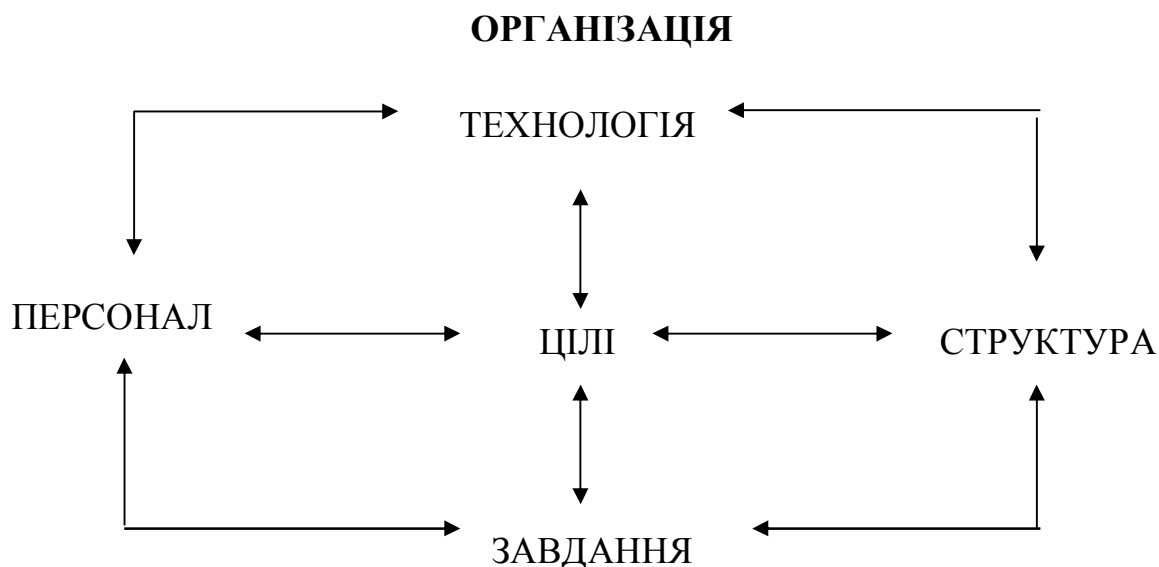 ОРГАНІЗАЦІЯ
ТЕХНОЛОГІЯ
ПЕРСОНАЛ
ЦІЛІ
СТРУКТУРА
ЗАВДАННЯ